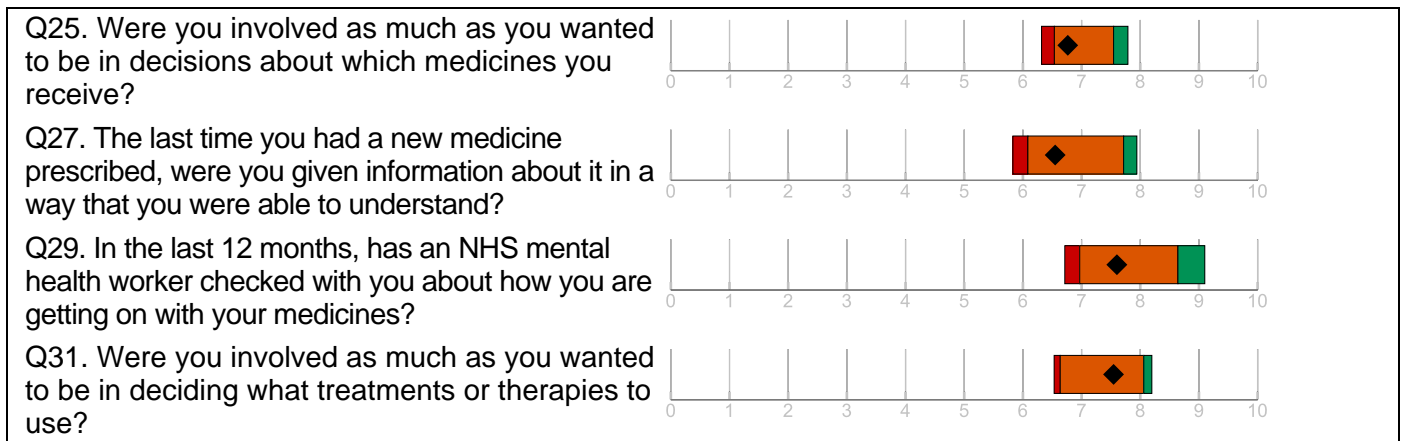 Q25. Were you involved as much as you wanted
to be in decisions about which medicines you
receive?
0 1 2 3 4 5 6 7 8 9 10
Q27. The last time you had a new medicine
prescribed, were you given information about it in a
way that you were able to understand?
0 1 2 3 4 5 6 7 8 9 10
Q29. In the last 12 months, has an NHS mental
health worker checked with you about how you are
getting on with your medicines?
0 1 2 3 4 5 6 7 8 9 10
Q31. Were you involved as much as you wanted
to be in deciding what treatments or therapies to
use?
0 1 2 3 4 5 6 7 8 9 10